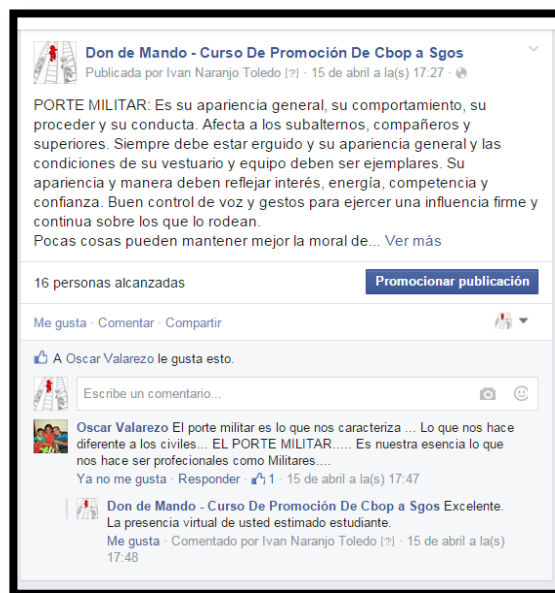 Don de Mando - Curso De Promoción De Cbop a Sgos
Publicada por Ivan Naranjo Toledo [?] · 15 de abril a la(s) 17:27 ·
PORTE MILITAR: Es su apariencia general, su comportamiento, su
proceder y su conducta. Afecta a los subalternos, compañeros y
superiores. Siempre debe estar erguido y su apariencia general y las
condiciones de su vestuario y equipo deben ser ejemplares. Su
apariencia y manera deben reflejar interés, energía, competencia y
confianza. Buen control de voz y gestos para ejercer una influencia firme y
continua sobre los que lo rodean.
Pocas cosas pueden mantener mejor la moral de... Ver más
16 personas alcanzadas
Promocionar publicación
Me gusta · Comentar · Compartir
A Oscar Valarezo le gusta esto.
Escribe un comentario...
Oscar Valarezo El porte militar es lo que nos caracteriza ... Lo que nos hace
diferente a los civiles... EL PORTE MILITAR..... Es nuestra esencia lo que
nos hace ser profecionales como Militares....
Ya no me gusta · Responder · 1 · 15 de abril a la(s) 17:47
Don de Mando - Curso De Promoción De Cbop a Sgos Excelente.
La presencia virtual de usted estimado estudiante.
Me gusta · Comentado por Ivan Naranjo Toledo [?] · 15 de abril a la(s)
17:48